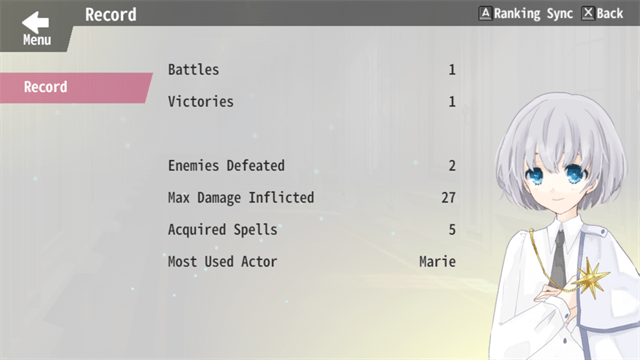 Menu
Record
A Ranking Sync X Back
Record
Battles 1
Victories 1
Enemies Defeated 2
Max Damage Inflicted 27
Acquired Spells 5
Most Used Actor Marie